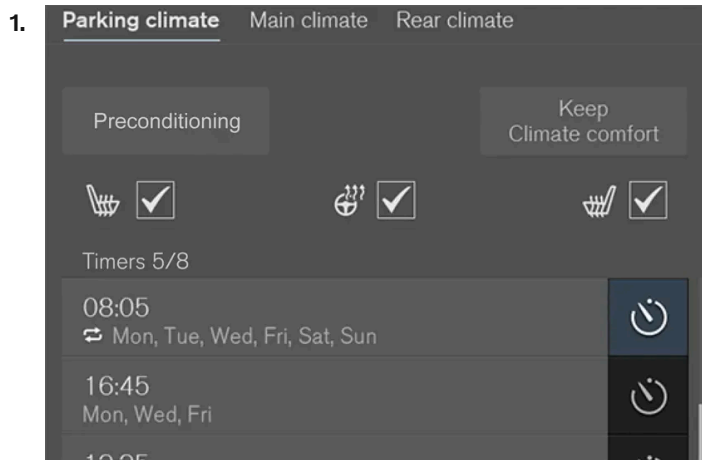 1.
Parking climate Main climate Rear climate
Preconditioning
Keep
Climate comfort
Timers 5/8
08:05
Mon, Tue, Wed, Fri, Sat, Sun
16:45
Mon, Wed, Fri